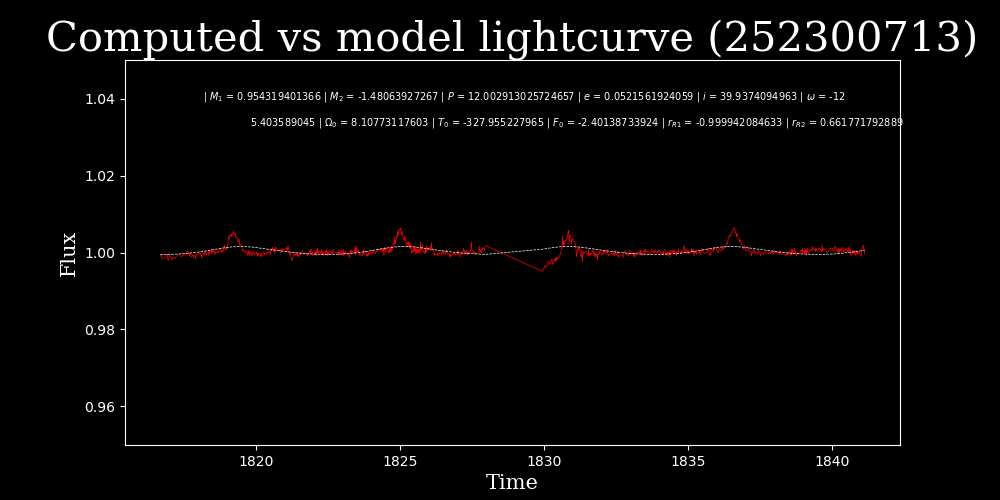 Computed vs model lightcurve (252300713)
| M₁ = 0.954319401366 | M₂ = -1.48063927267 | P = 12.002913025724657 | e = 0.0521561924059 | i = 39.9374094963 | ω = -12
5.403589045 | Ω₀ = 8.10773117603 | T₀ = -327.955227965 | F₀ = -2.40138733924 | r_R1 = -0.999942084633 | r_R2 = 0.661771792889
1.04
1.02
1.00
0.98
0.96
Flux
1820 1825 1830 1835 1840
Time